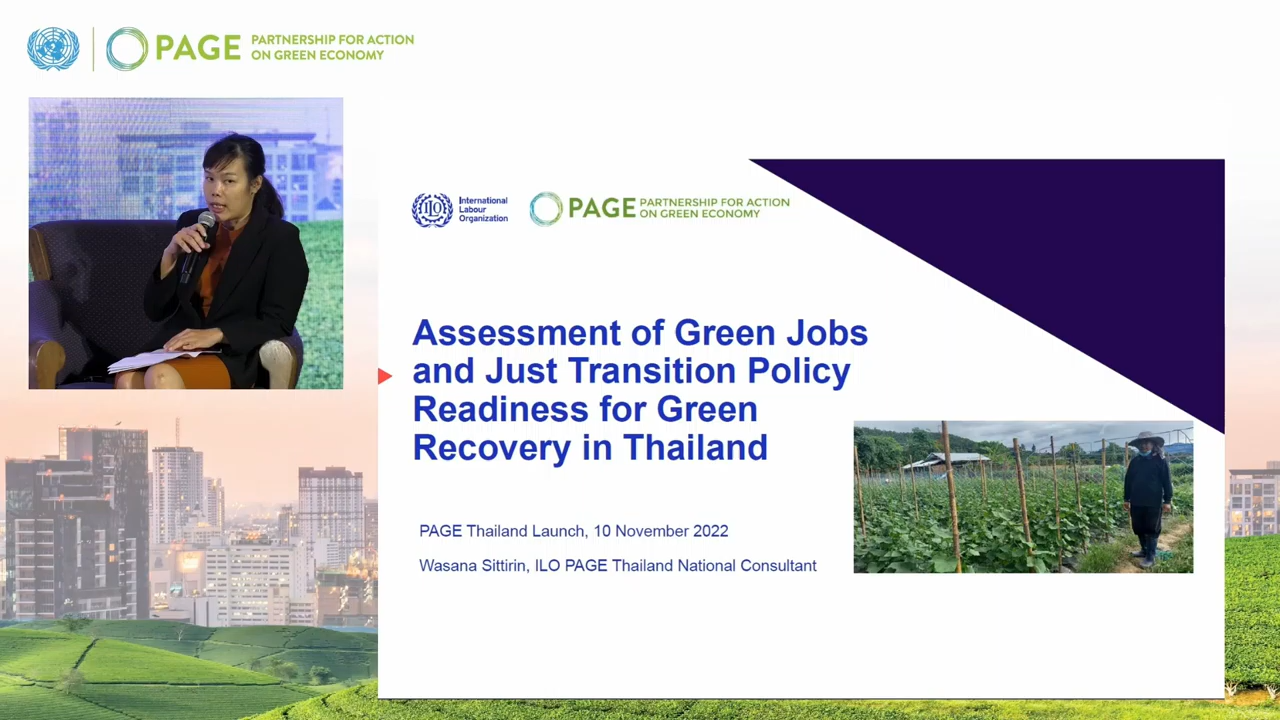 PAGE
PARTNERSHIP FOR ACTION
ON GREEN ECONOMY
International
Labour
Organization
PAGE
PARTNERSHIP FOR ACTION
ON GREEN ECONOMY
Assessment of Green Jobs
and Just Transition Policy
Readiness for Green
Recovery in Thailand
PAGE Thailand Launch, 10 November 2022
Wasana Sittirin, ILO PAGE Thailand National Consultant